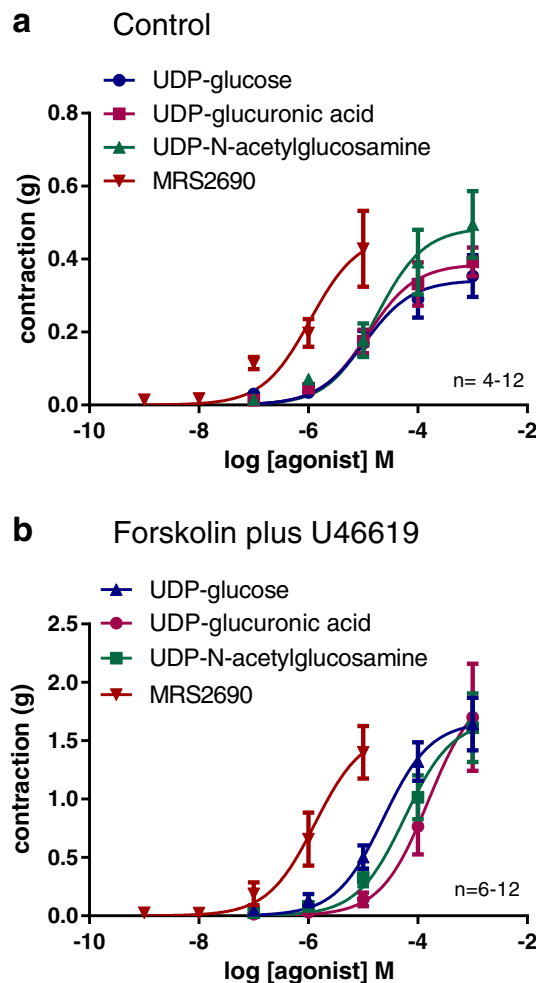 a Control
UDP-glucose
UDP-glucuronic acid
UDP-N-acetylglucosamine
MRS2690
0.8
0.6
0.4
0.2
0.0
contraction (g)
n= 4-12
-10 -8 -6 -4 -2
log [agonist] M
b Forskolin plus U46619
UDP-glucose
UDP-glucuronic acid
UDP-N-acetylglucosamine
MRS2690
2.5
2.0
1.5
1.0
0.5
0.0
contraction (g)
n=6-12
-10 -8 -6 -4 -2
log [agonist] M